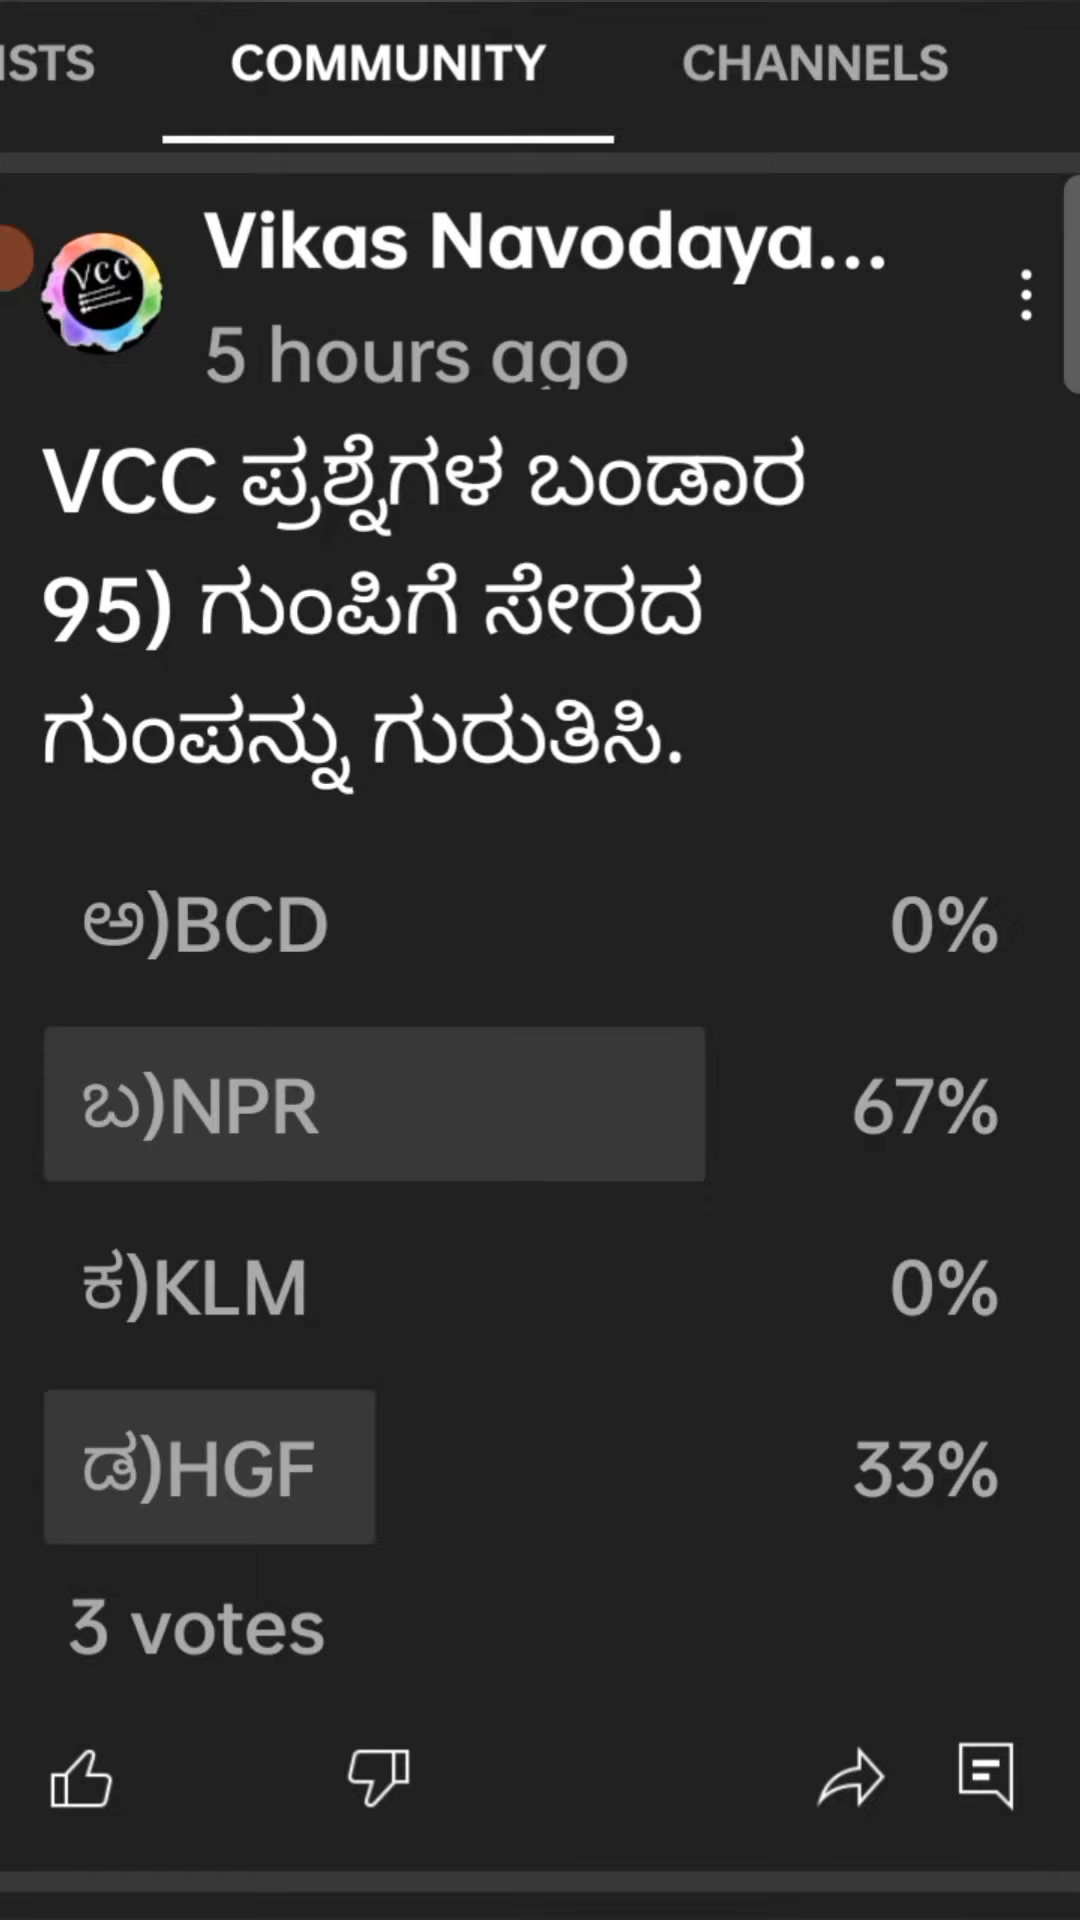 ISTS COMMUNITY CHANNELS
VCC
Vikas Navodaya...
5 hours ago
VCC ಪ್ರಶ್ನೆಗಳ ಬಂಡಾರ
95) ಗುಂಪಿಗೆ ಸೇರದ
ಗುಂಪನ್ನು ಗುರುತಿಸಿ.
ಅ)BCD 0%
ಬ)NPR 67%
ಕ)KLM 0%
ಡ)HGF 33%
3 votes